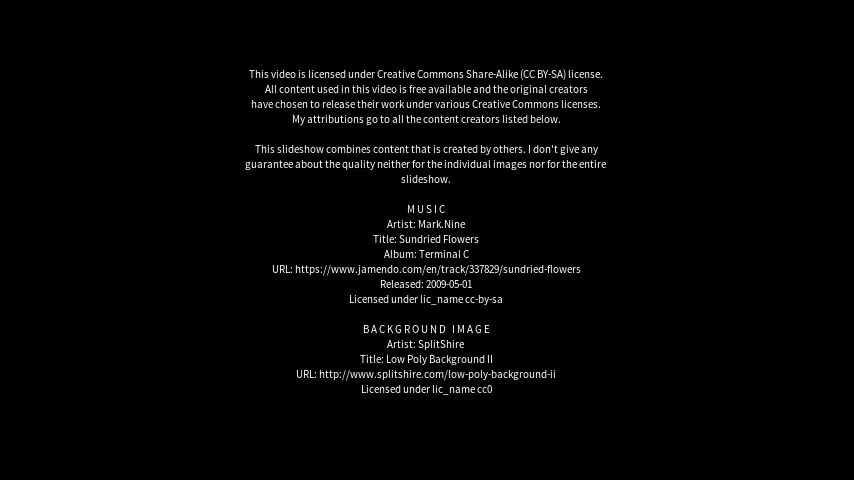 This video is licensed under Creative Commons Share-Alike (CC BY-SA) license.
All content used in this video is free available and the original creators
have chosen to release their work under various Creative Commons licenses.
My attributions go to all the content creators listed below.
This slideshow combines content that is created by others. I don't give any
guarantee about the quality neither for the individual images nor for the entire
slideshow.
MUSIC
Artist: Mark.Nine
Title: Sundried Flowers
Album: Terminal C
URL: https://www.jamendo.com/en/track/337829/sundried-flowers
Released: 2009-05-01
Licensed under lic_name cc-by-sa
BACKGROUND IMAGE
Artist: SplitShire
Title: Low Poly Background II
URL: http://www.splitshire.com/low-poly-background-ii
Licensed under lic_name cc0